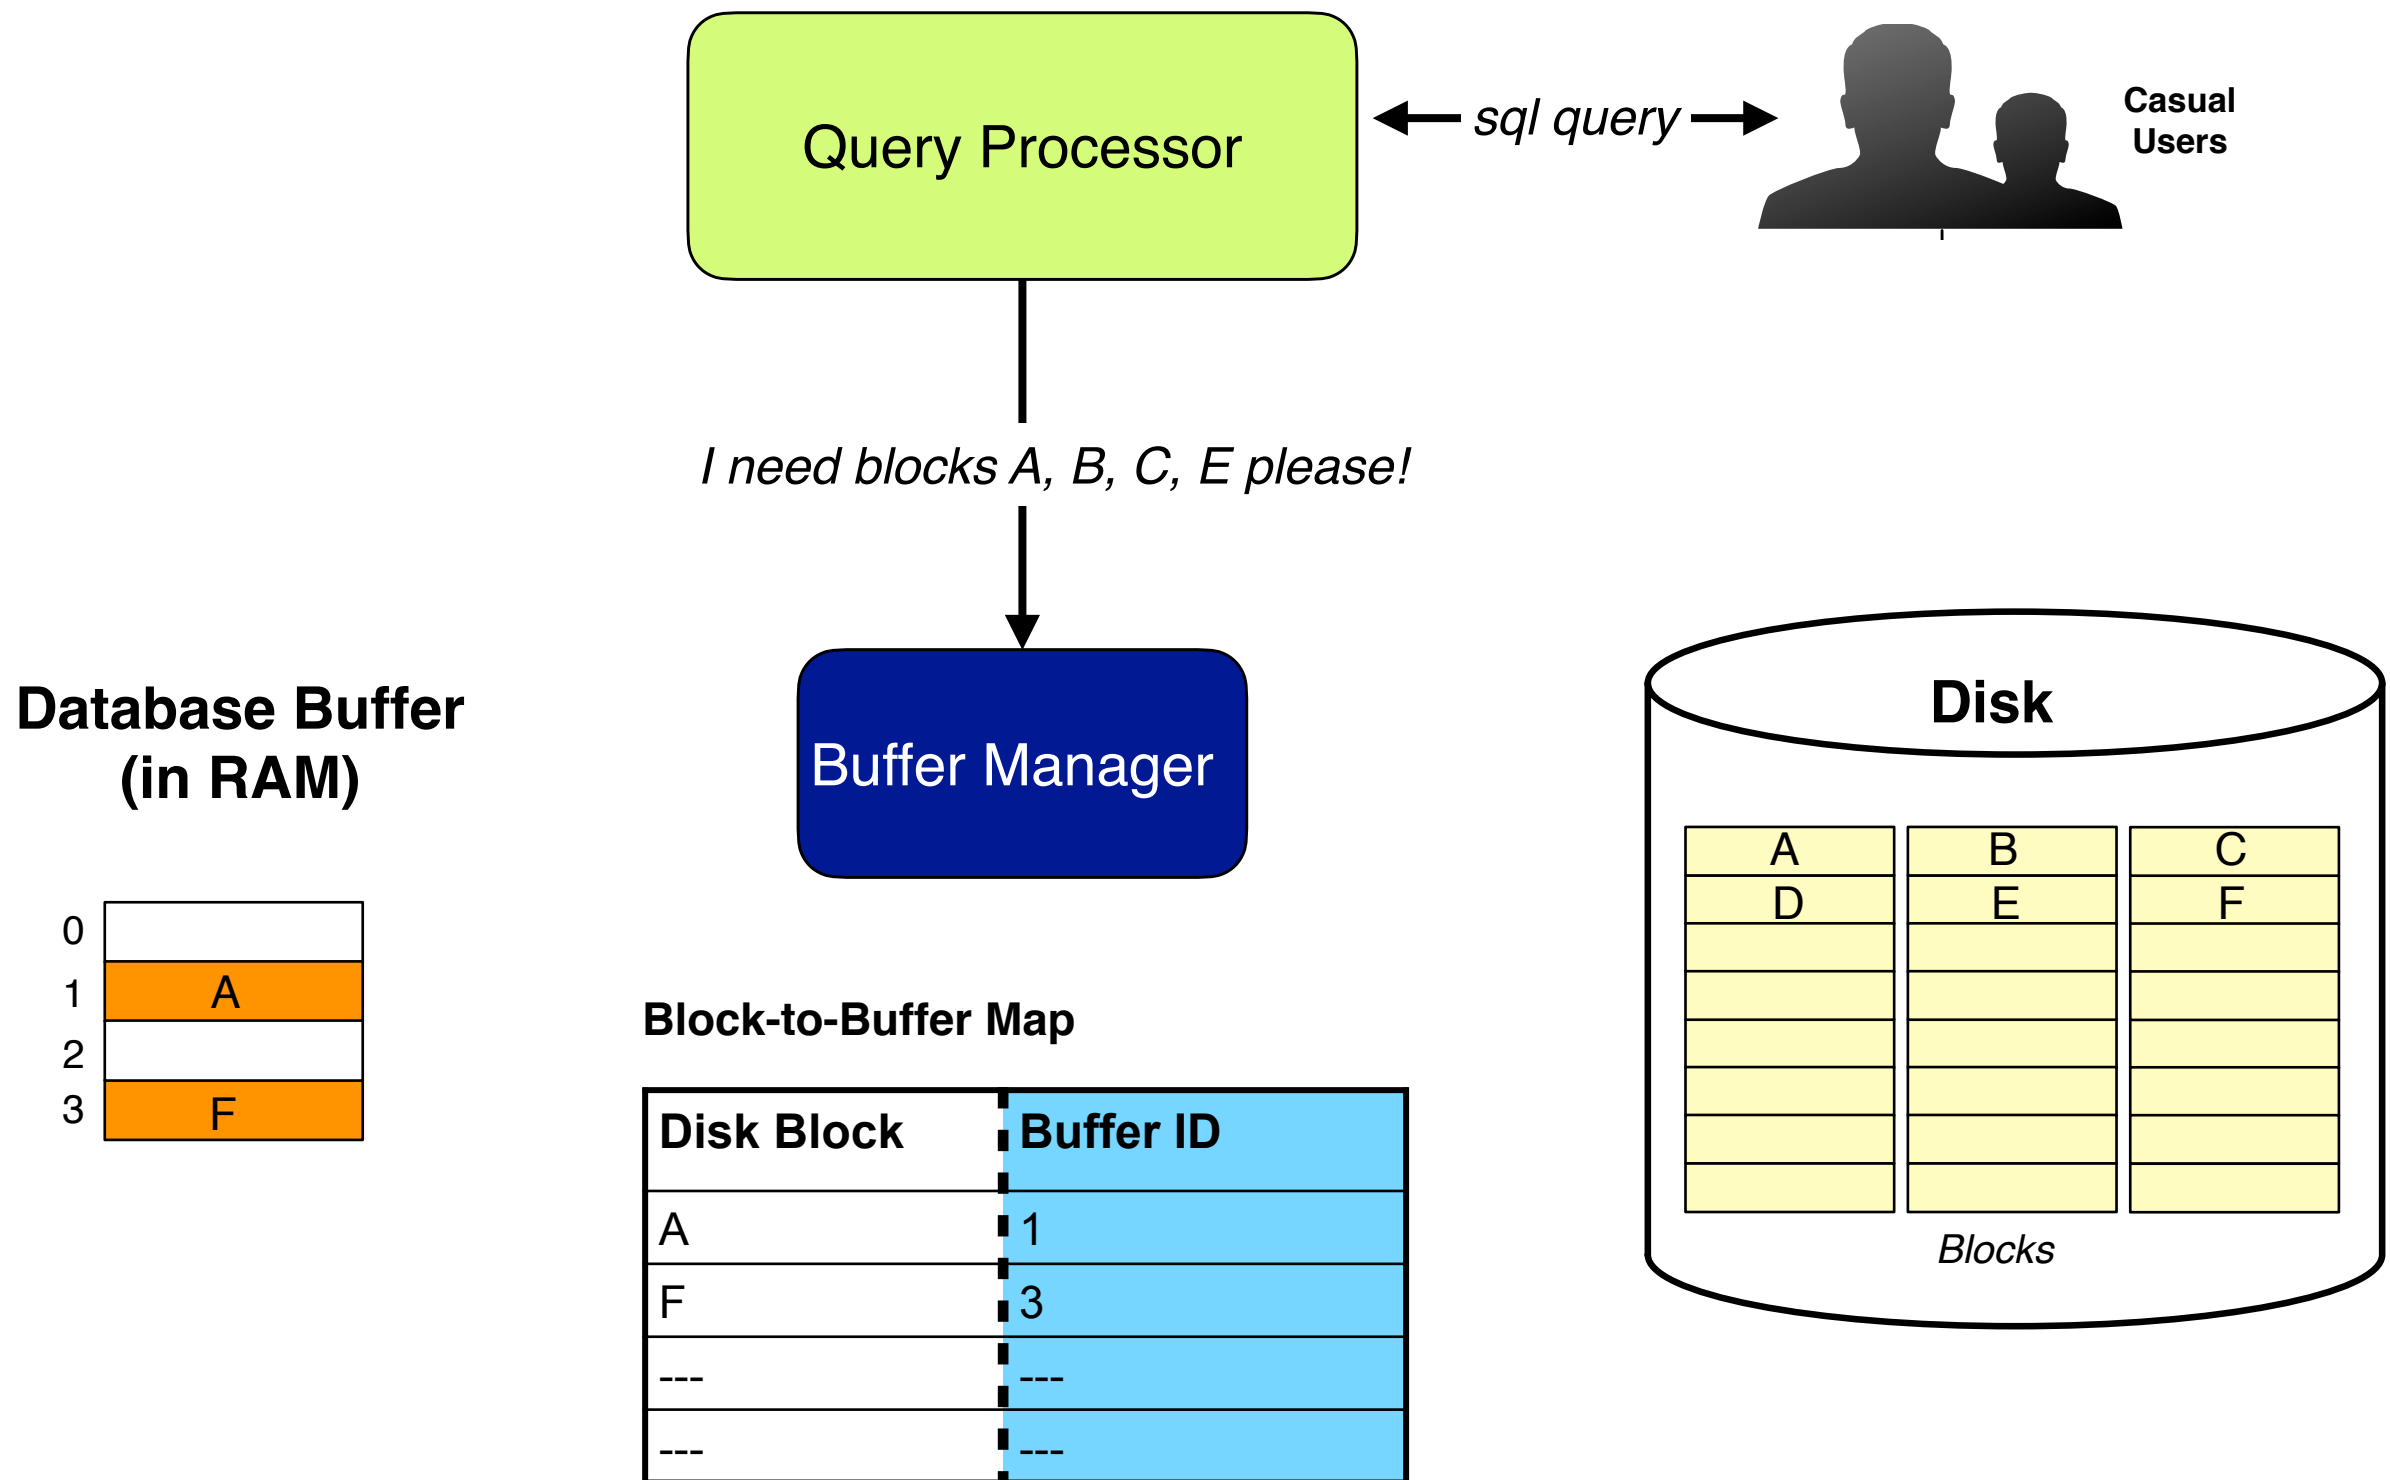 Query Processor
sql query
Casual
Users
I need blocks A, B, C, E please!
Database Buffer
(in RAM)
Buffer Manager
Disk
0
1 A
2
3 F
A B C
D E F
Blocks
Block-to-Buffer Map
Disk Block Buffer ID
A 1
F 3
--- ---
--- ---